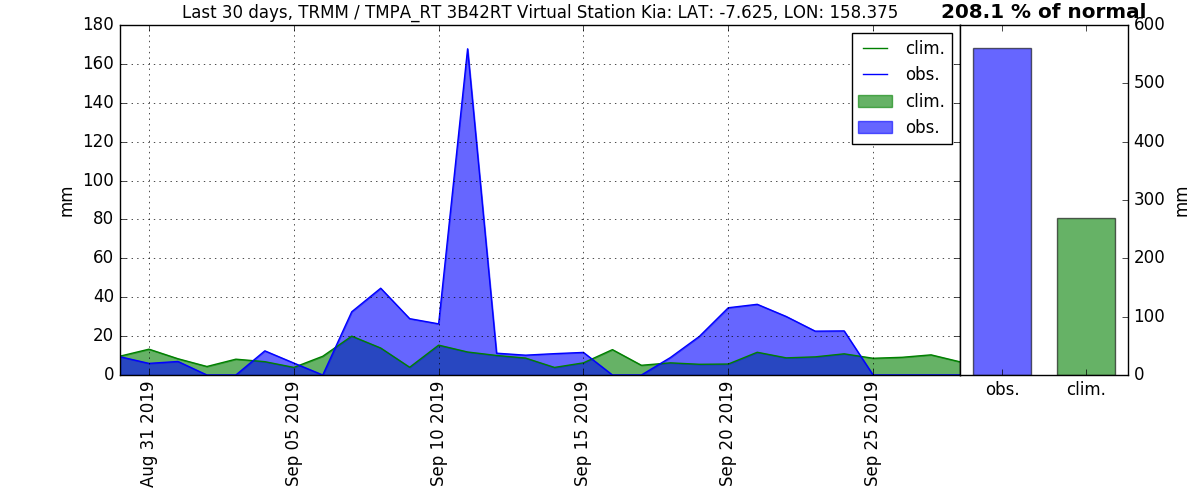 Last 30 days, TRMM / TMPA_RT 3B42RT Virtual Station Kia: LAT: -7.625, LON: 158.375
208.1 % of normal
180
160
140
120
100
80
60
40
20
0
mm
clim.
obs.
clim.
obs.
Aug 31 2019
Sep 05 2019
Sep 10 2019
Sep 15 2019
Sep 20 2019
Sep 25 2019
600
500
400
300
200
100
0
mm
obs.
clim.